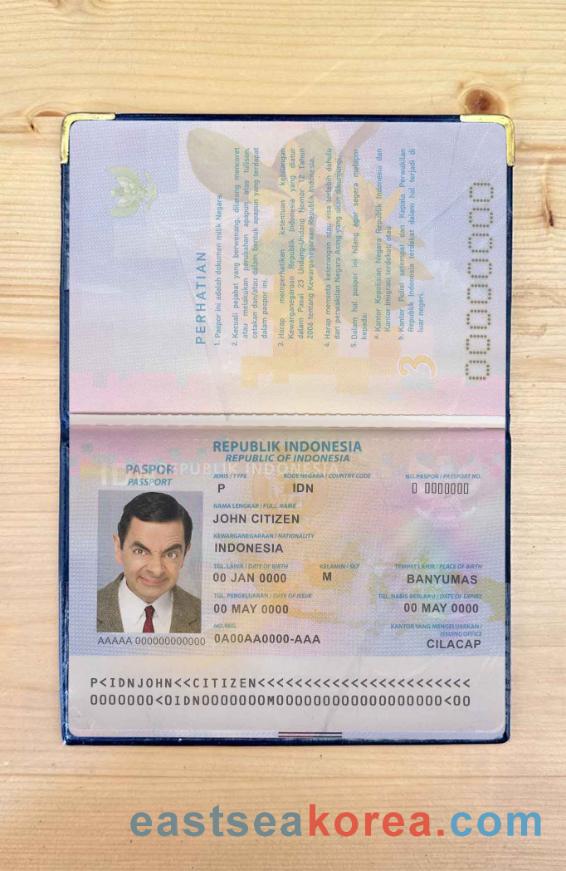 PERHATIAN
1. Paspor ini adalah dokumen milik Negara.
2. Kecuali pejabat yang berwenang, dilarang mencoret
atau melakukan perubahan apapun atas tulisan,
cetakan dan/atau dalam bentuk apapun yang terdapat
dalam paspor ini.
3. Harap memperhatikan ketentuan kehilangan
Kewarganegaraan Republik Indonesia yang diatur
dalam Pasal 23 Undang-Undang Nomor 12 Tahun
2006 tentang Kewarganegaraan Republik Indonesia.
4. Harap meminta keterangan atau visa terlebih dahulu
dari perwakilan Negara Asing yang akan dikunjungi.
5. Dalam hal paspor ini hilang agar segera melapor
kepada:
a. Kantor Kepolisian Negara Republik Indonesia dan
Kantor Imigrasi terdekat; atau
b. Kantor Polisi setempat dan Kepala Perwakilan
Republik Indonesia terdekat dalam hal terjadi di
luar negeri.
3
REPUBLIK INDONESIA
REPUBLIC OF INDONESIA
PASPOR
PASSPORT
JENIS / TYPE KODE NEGARA / COUNTRY CODE NO. PASPOR / PASSPORT NO.
P IDN 0 0000000
NAMA LENGKAP / FULL NAME
JOHN CITIZEN
KEWARGANEGARAAN / NATIONALITY
INDONESIA
TGL. LAHIR / DATE OF BIRTH KELAMIN / SEX TEMPAT LAHIR / PLACE OF BIRTH
00 JAN 0000 M BANYUMAS
TGL. PENGELUARAN / DATE OF ISSUE TGL. HABIS BERLAKU / DATE OF EXPIRY
00 MAY 0000 00 MAY 0000
NO. REG. KANTOR YANG MENGELUARKAN /
ISSUING OFFICE
0A00AA0000-AAA CILACAP
AAAAA 000000000000
P<IDNJOHN<<CITIZEN<<<<<<<<<<<<<<<<<<<<<<<<<
0000000<0IDN0000000M00000000000000000000<00
eastseakorea.com